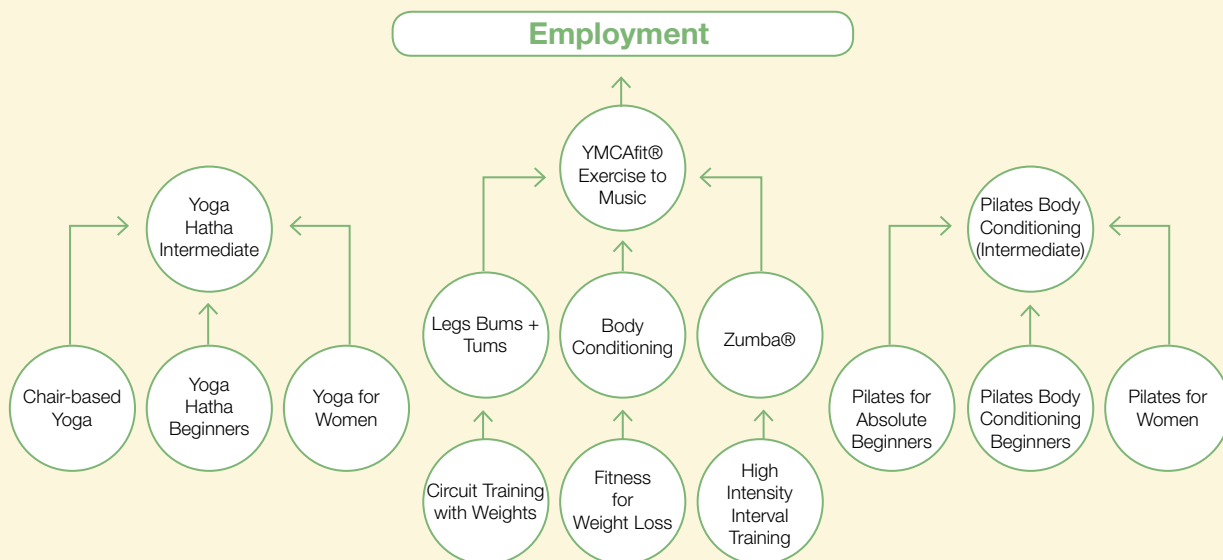 Employment
YMCAfit®
Exercise to
Music
Yoga
Hatha
Intermediate
Pilates Body
Conditioning
(Intermediate)
Legs Bums +
Tums
Body
Conditioning
Zumba®
Chair-based
Yoga
Yoga
Hatha
Beginners
Yoga for
Women
Pilates for
Absolute
Beginners
Pilates Body
Conditioning
Beginners
Pilates for
Women
Circuit Training
with Weights
Fitness
for
Weight Loss
High
Intensity
Interval
Training